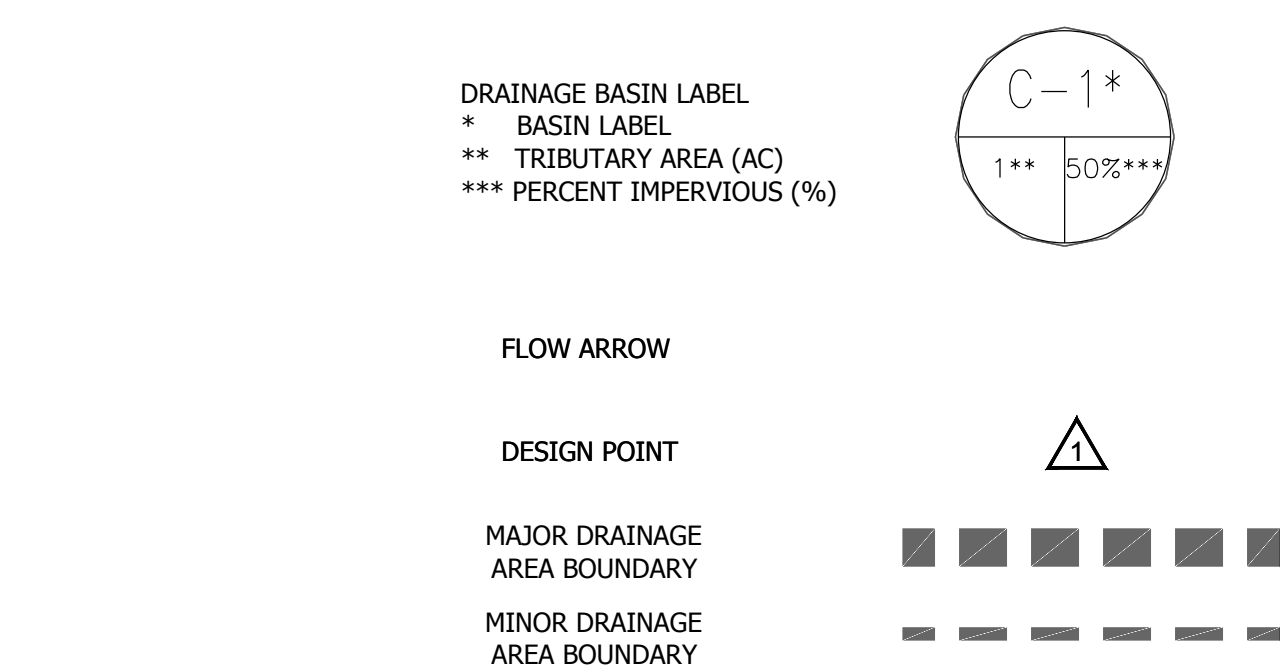 DRAINAGE BASIN LABEL
* BASIN LABEL
** TRIBUTARY AREA (AC)
*** PERCENT IMPERVIOUS (%)
C-1*
1** 50%***
FLOW ARROW
DESIGN POINT
1
MAJOR DRAINAGE
AREA BOUNDARY
MINOR DRAINAGE
AREA BOUNDARY